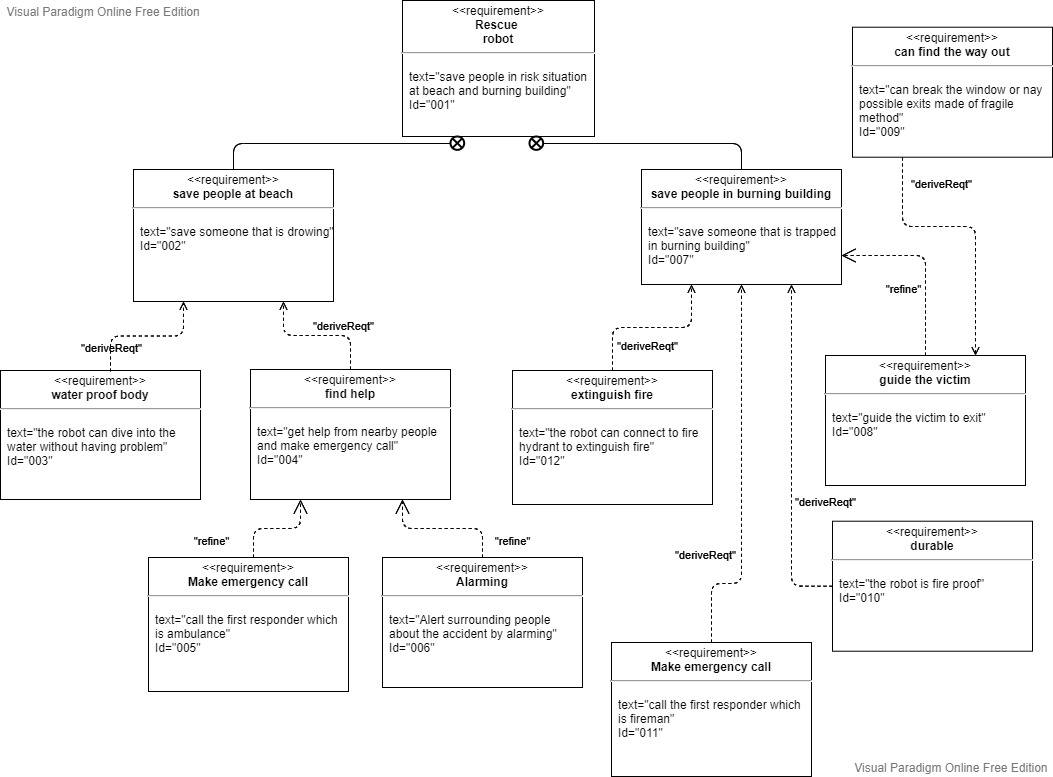 Visual Paradigm Online Free Edition
<<requirement>>
Rescue
robot
text="save people in risk situation
at beach and burning building"
Id="001"
<<requirement>>
can find the way out
text="can break the window or nay
possible exits made of fragile
method"
Id="009"
"deriveReqt"
<<requirement>>
save people at beach
text="save someone that is drowing"
Id="002"
<<requirement>>
save people in burning building
text="save someone that is trapped
in burning building"
Id="007"
"refine"
"deriveReqt"
"deriveReqt"
"deriveReqt"
<<requirement>>
water proof body
text="the robot can dive into the
water without having problem"
Id="003"
<<requirement>>
find help
text="get help from nearby people
and make emergency call"
Id="004"
<<requirement>>
extinguish fire
text="the robot can connect to fire
hydrant to extinguish fire"
Id="012"
<<requirement>>
guide the victim
text="guide the victim to exit"
Id="008"
"deriveReqt"
"refine"
"refine"
"deriveReqt"
<<requirement>>
durable
text="the robot is fire proof"
Id="010"
<<requirement>>
Make emergency call
text="call the first responder which
is ambulance"
Id="005"
<<requirement>>
Alarming
text="Alert surrounding people
about the accident by alarming"
Id="006"
<<requirement>>
Make emergency call
text="call the first responder which
is fireman"
Id="011"
Visual Paradigm Online Free Edition